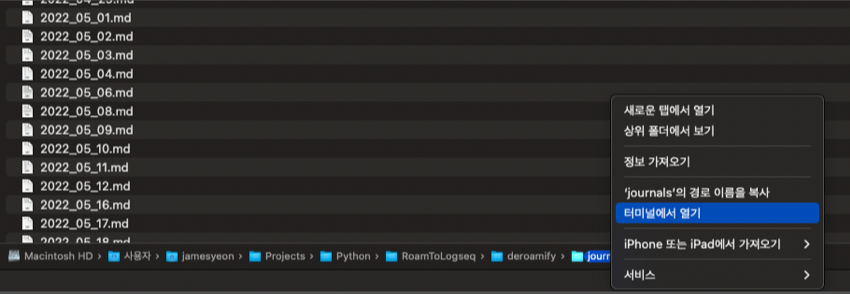 2022_05_01.md
2022_05_02.md
2022_05_03.md
2022_05_04.md
2022_05_06.md
2022_05_08.md
2022_05_09.md
2022_05_10.md
2022_05_11.md
2022_05_12.md
2022_05_16.md
2022_05_17.md
2022_05_18.md
새로운 탭에서 열기
상위 폴더에서 보기
정보 가져오기
‘journals’의 경로 이름을 복사
터미널에서 열기
iPhone 또는 iPad에서 가져오기
서비스
Macintosh HD › 사용자 › jamesyeon › Projects › Python › RoamToLogseq › deroamify › journ